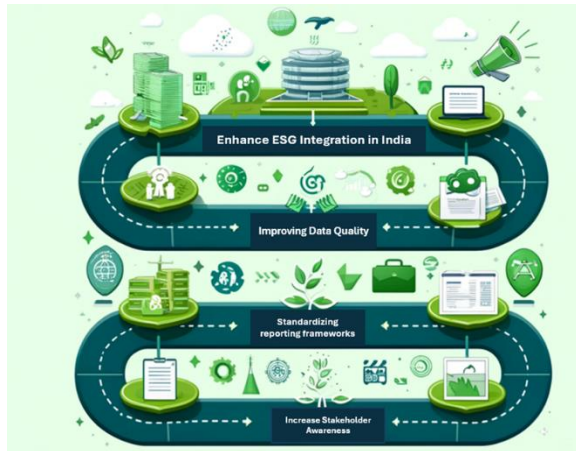 Enhance ESG Integration in India
Improving Data Quality
Standardizing
reporting frameworks
Increase Stakeholder
Awareness